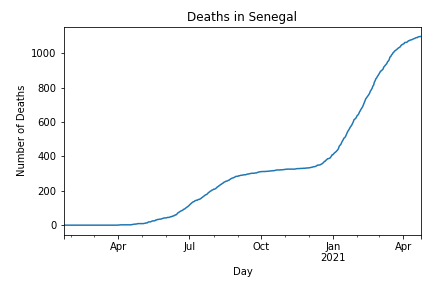 Deaths in Senegal
Number of Deaths
1000
800
600
400
200
0
Apr
Jul
Oct
Jan
2021
Apr
Day